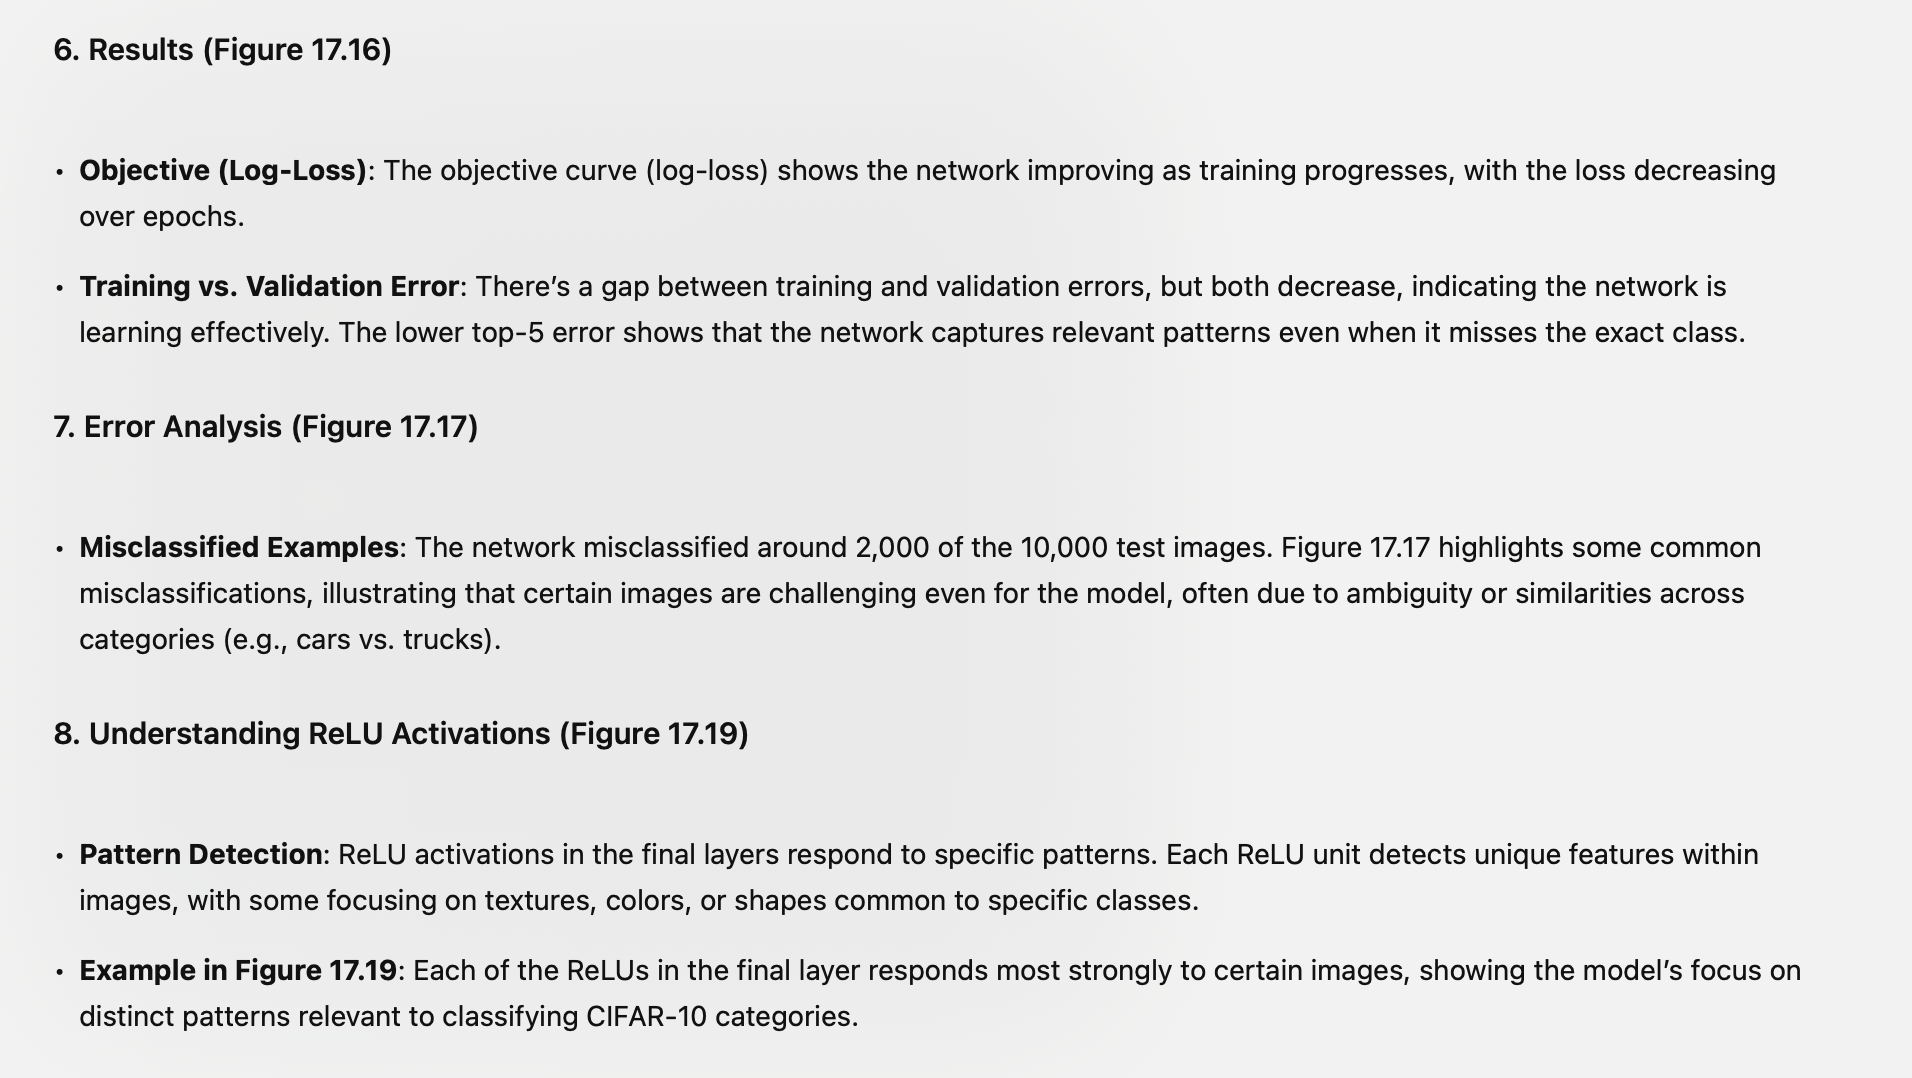 6. Results (Figure 17.16)
• Objective (Log-Loss): The objective curve (log-loss) shows the network improving as training progresses, with the loss decreasing
over epochs.
• Training vs. Validation Error: There’s a gap between training and validation errors, but both decrease, indicating the network is
learning effectively. The lower top-5 error shows that the network captures relevant patterns even when it misses the exact class.
7. Error Analysis (Figure 17.17)
• Misclassified Examples: The network misclassified around 2,000 of the 10,000 test images. Figure 17.17 highlights some common
misclassifications, illustrating that certain images are challenging even for the model, often due to ambiguity or similarities across
categories (e.g., cars vs. trucks).
8. Understanding ReLU Activations (Figure 17.19)
• Pattern Detection: ReLU activations in the final layers respond to specific patterns. Each ReLU unit detects unique features within
images, with some focusing on textures, colors, or shapes common to specific classes.
• Example in Figure 17.19: Each of the ReLUs in the final layer responds most strongly to certain images, showing the model’s focus on
distinct patterns relevant to classifying CIFAR-10 categories.